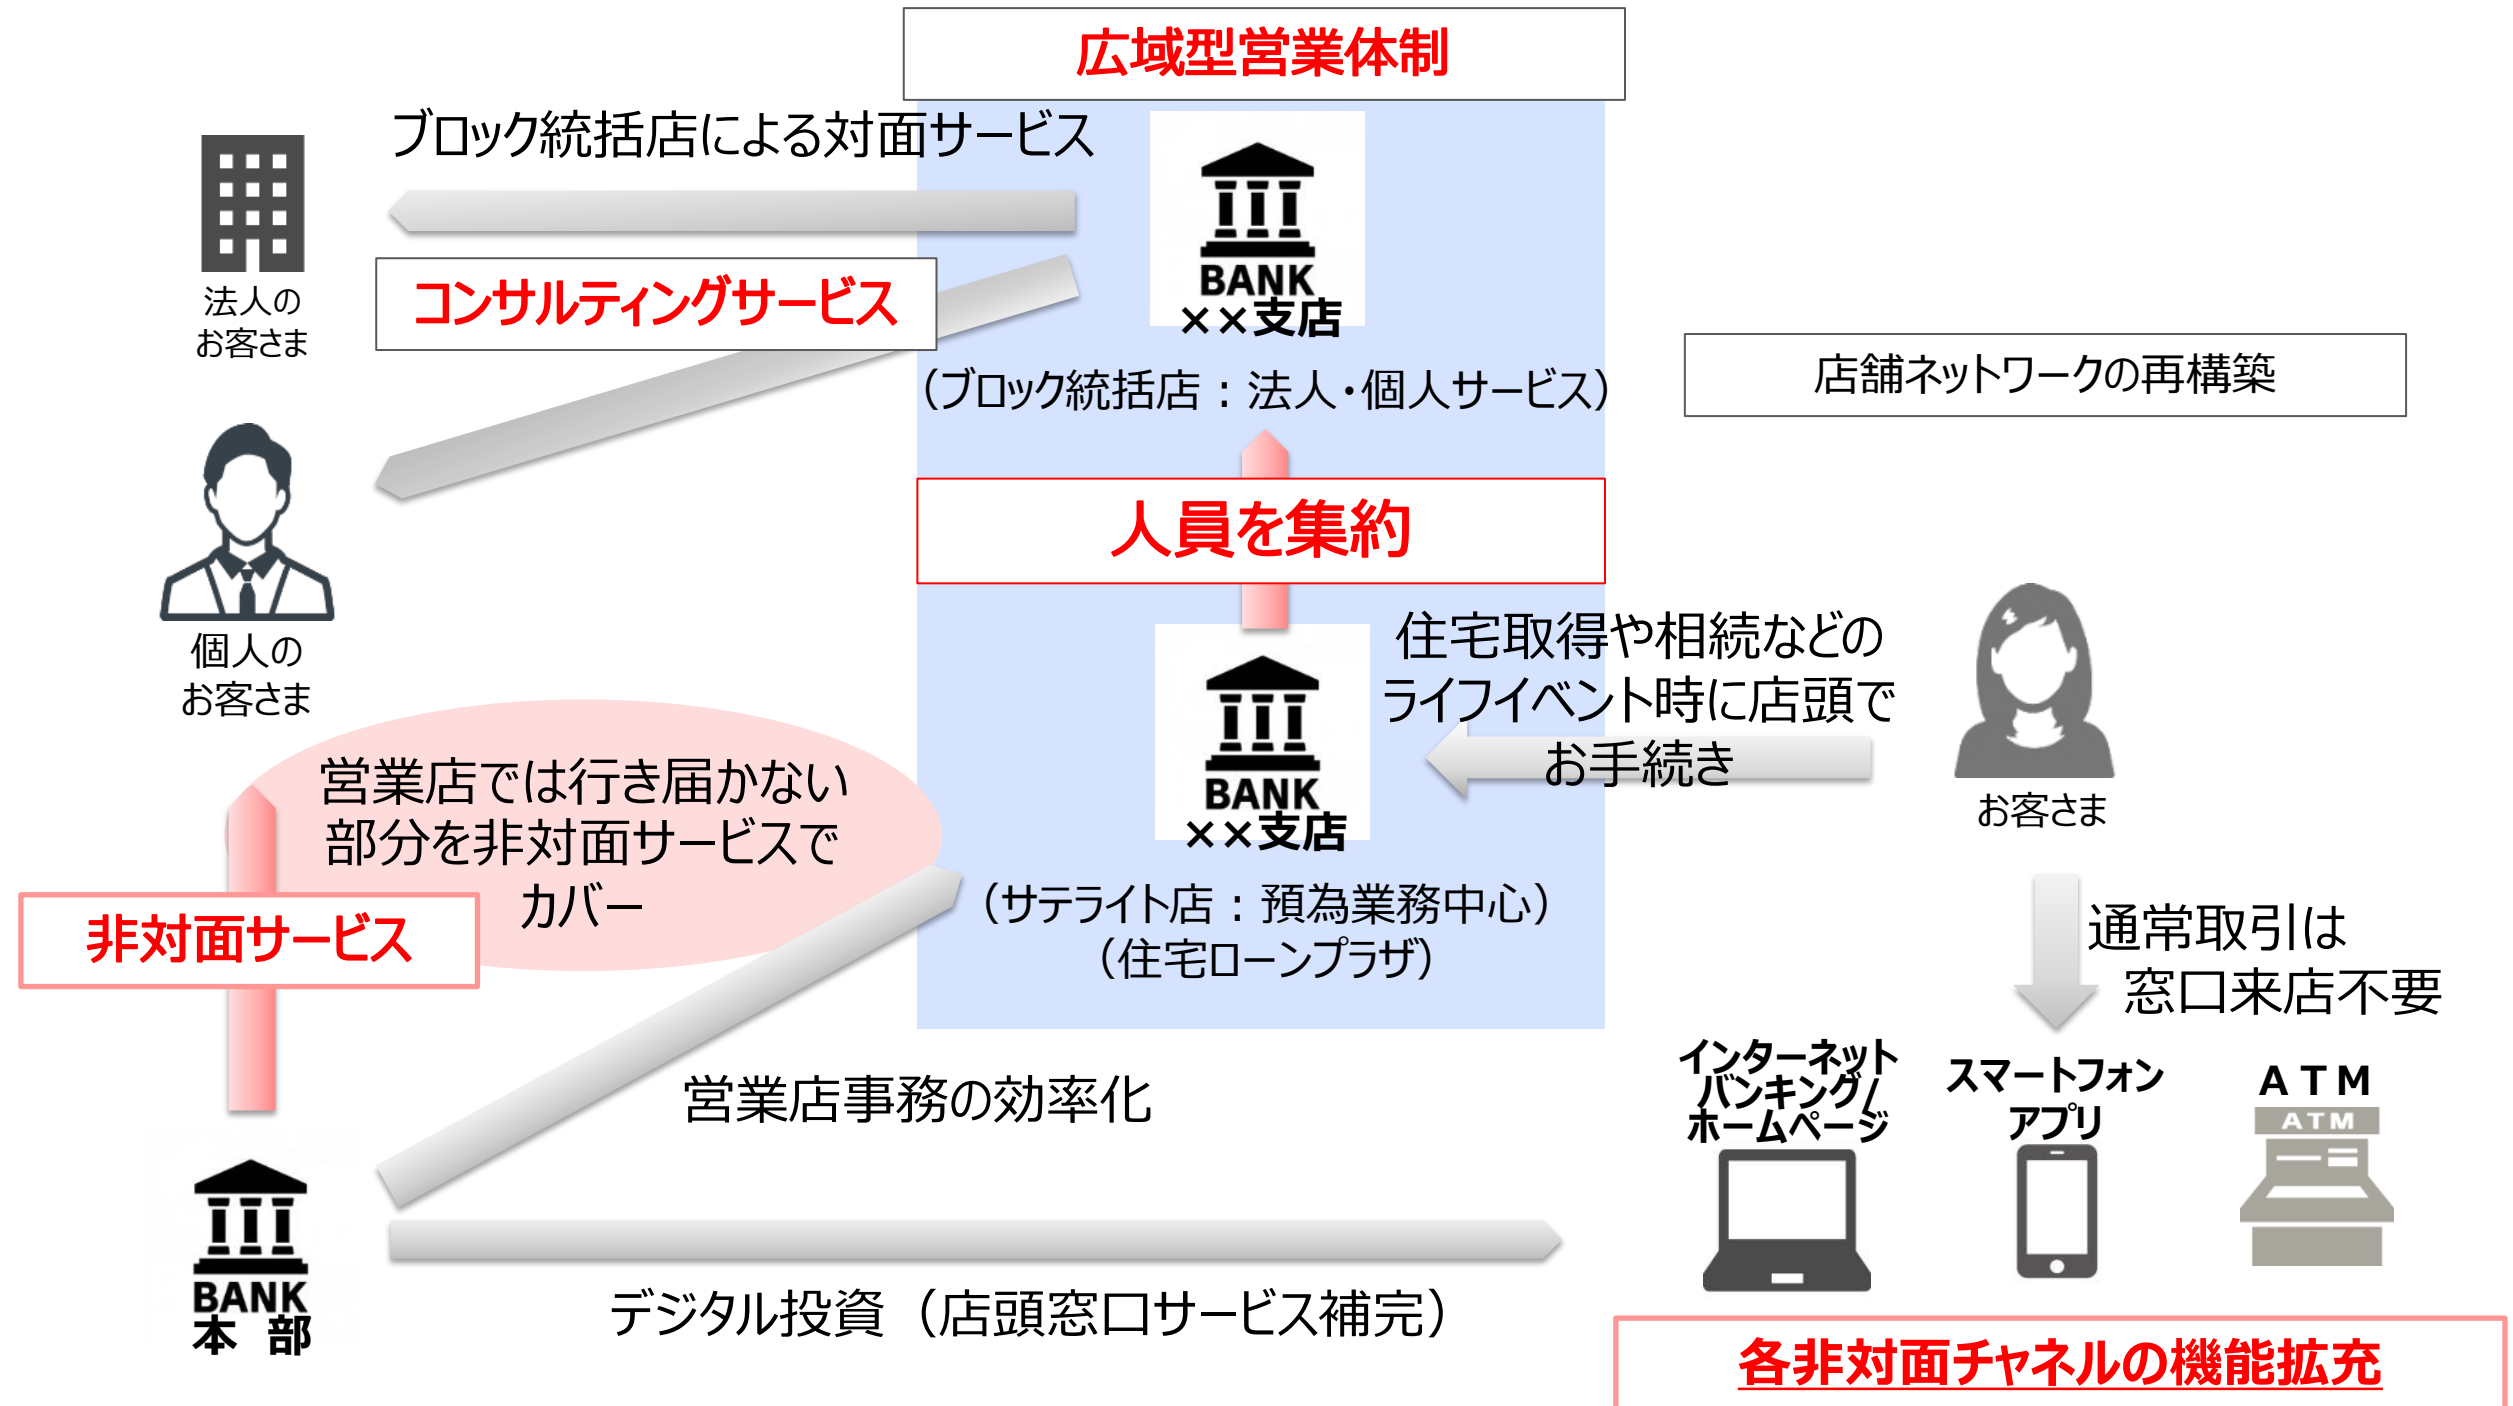 広域型営業体制
ブロック統括店による対面サービス
法人の
お客さま
コンサルティングサービス
BANK
××支店
（ブロック統括店：法人・個人サービス）
店舗ネットワークの再構築
人員を集約
個人の
お客さま
住宅取得や相続などの
ライフイベント時に店頭で
お手続き
BANK
××支店
（サテライト店：預為業務中心）
（住宅ローンプラザ）
お客さま
営業店では行き届かない
部分を非対面サービスで
カバー
非対面サービス
通常取引は
窓口来店不要
営業店事務の効率化
インターネット
バンキング/
ホームページ
スマートフォン
アプリ
ＡＴＭ
ATM
BANK
本　部
デジタル投資（店頭窓口サービス補完）
各非対面チャネルの機能拡充